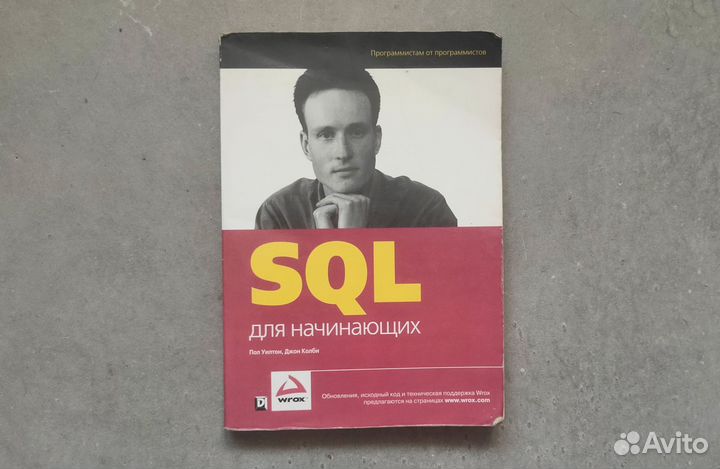 Программистам от программистов
SQL
для начинающих
Пол Уилтон, Джон Колби
wrox
Обновления, исходный код и техническая поддержка Wrox
предлагаются на страницах www.wrox.com
Avito